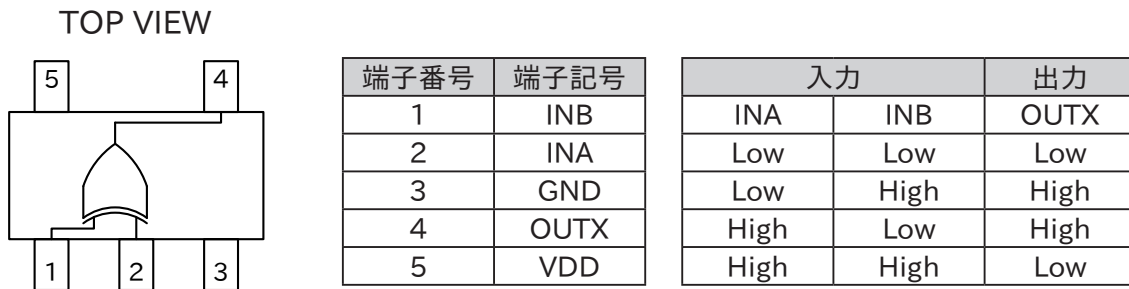 TOP VIEW
5 4
1 2 3
端子番号 端子記号
1 INB
2 INA
3 GND
4 OUTX
5 VDD
入力 出力
INA INB OUTX
Low Low Low
Low High High
High Low High
High High Low